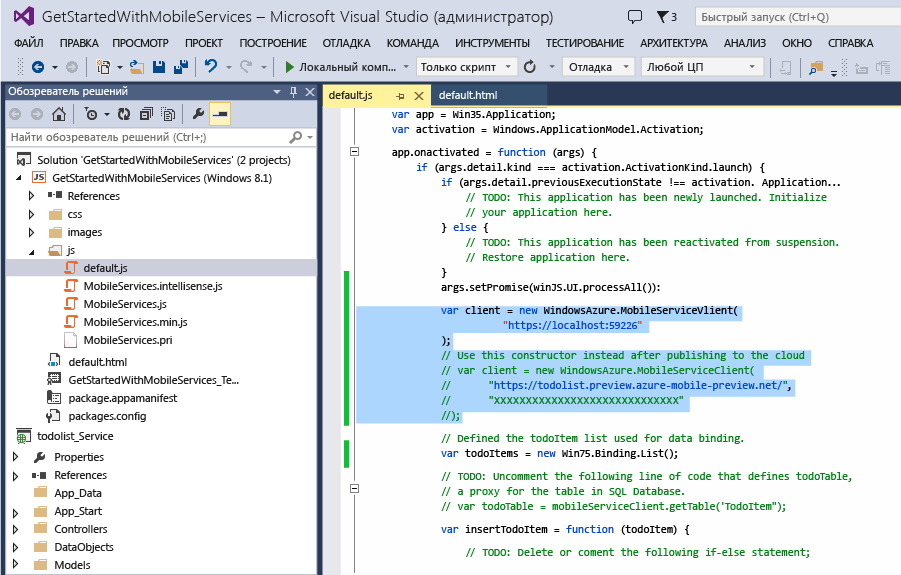 GetStartedWithMobileServices – Microsoft Visual Studio (администратор)
3
Быстрый запуск (Ctrl+Q)
ФАЙЛ ПРАВКА ПРОСМОТР ПРОЕКТ ПОСТРОЕНИЕ ОТЛАДКА КОМАНДА ИНСТРУМЕНТЫ ТЕСТИРОВАНИЕ АРХИТЕКТУРА АНАЛИЗ ОКНО СПРАВКА
Локальный комп... Только скрипт Отладка Любой ЦП
Обозреватель решений
Найти обозреватель решений (Ctrl+;)
Solution 'GetStartedWithMobileServices' (2 projects)
JS GetStartedWithMobileServices (Windows 8.1)
References
css
images
js
default.js
MobileServices.intellisense.js
MobileServices.js
MobileServices.min.js
MobileServices.pri
default.html
GetStartedWithMobileServices_Te...
package.appamanifest
packages.config
todolist_Service
Properties
References
App_Data
App_Start
Controllers
DataObjects
Models
default.js default.html
var app = Win35.Application;
var activation = Windows.ApplicationModel.Activation;
app.onactivated = function (args) {
if (args.detail.kind === activation.ActivationKind.launch) {
if (args.detail.previousExecutionState !== activation. Application...
// TODO: This application has been newly launched. Initialize
// your application here.
} else {
// TODO: This application has been reactivated from suspension.
// Restore application here.
}
args.setPromise(winJS.UI.processAll()):
var client = new WindowsAzure.MobileServiceVlient(
"https://localhost:59226"
);
// Use this constructor instead after publishing to the cloud
// var client = new WindowsAzure.MobileServiceClient(
// "https://todolist.preview.azure-mobile-preview.net/",
// "XXXXXXXXXXXXXXXXXXXXXXXXXXXXX"
//);
// Defined the todoItem list used for data binding.
var todoItems = new Win75.Binding.List();
// TODO: Uncomment the following line of code that defines todoTable,
// a proxy for the table in SQL Database.
// var todoTable = mobileServiceClient.getTable('TodoItem");
var insertTodoItem = function (todoItem) {
// TODO: Delete or coment the following if-else statement;